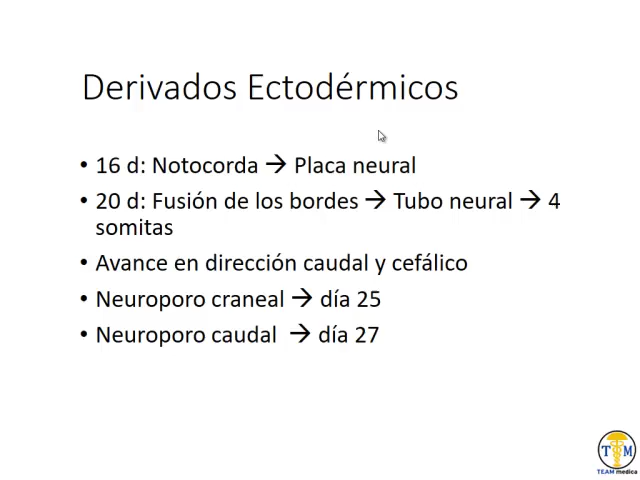 Derivados Ectodérmicos
• 16 d: Notocorda → Placa neural
• 20 d: Fusión de los bordes → Tubo neural → 4
somitas
• Avance en dirección caudal y cefálico
• Neuroporo craneal → día 25
• Neuroporo caudal → día 27
T M
TEAM medica